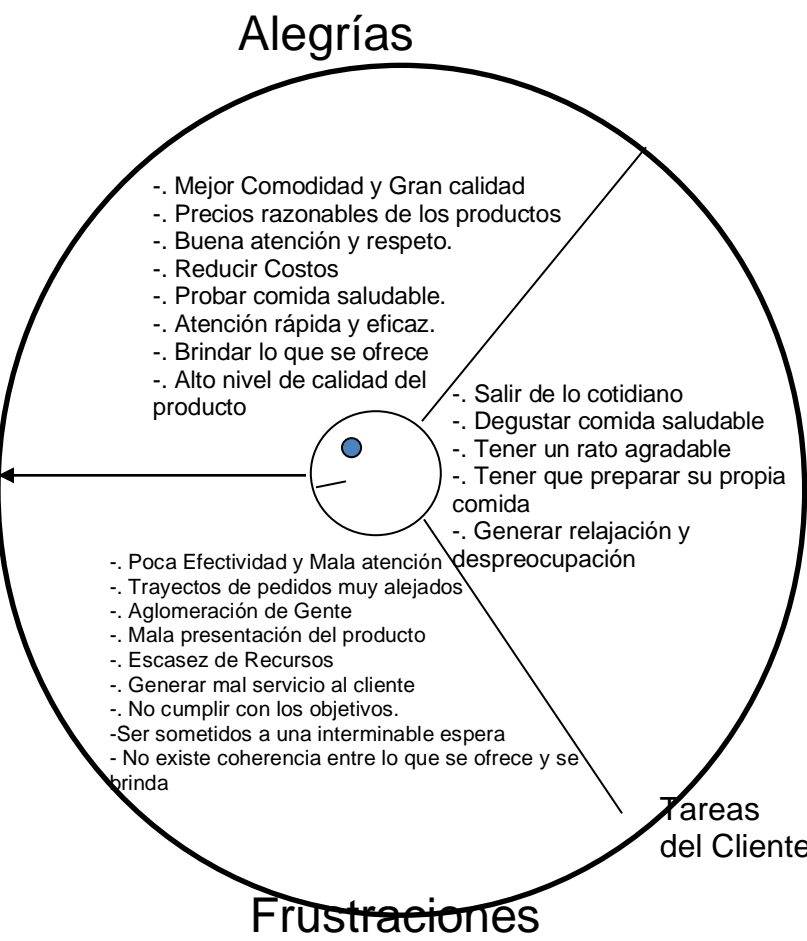 Alegrías
-. Mejor Comodidad y Gran calidad
-. Precios razonables de los productos
-. Buena atención y respeto.
-. Reducir Costos
-. Probar comida saludable.
-. Atención rápida y eficaz.
-. Brindar lo que se ofrece
-. Alto nivel de calidad del
producto
-. Salir de lo cotidiano
-. Degustar comida saludable
-. Tener un rato agradable
-. Tener que preparar su propia
comida
-. Generar relajación y
despreocupación
-. Poca Efectividad y Mala atención
-. Trayectos de pedidos muy alejados
-. Aglomeración de Gente
-. Mala presentación del producto
-. Escasez de Recursos
-. Generar mal servicio al cliente
-. No cumplir con los objetivos.
-Ser sometidos a una interminable espera
- No existe coherencia entre lo que se ofrece y se
brinda
Tareas
del Cliente
Frustraciones